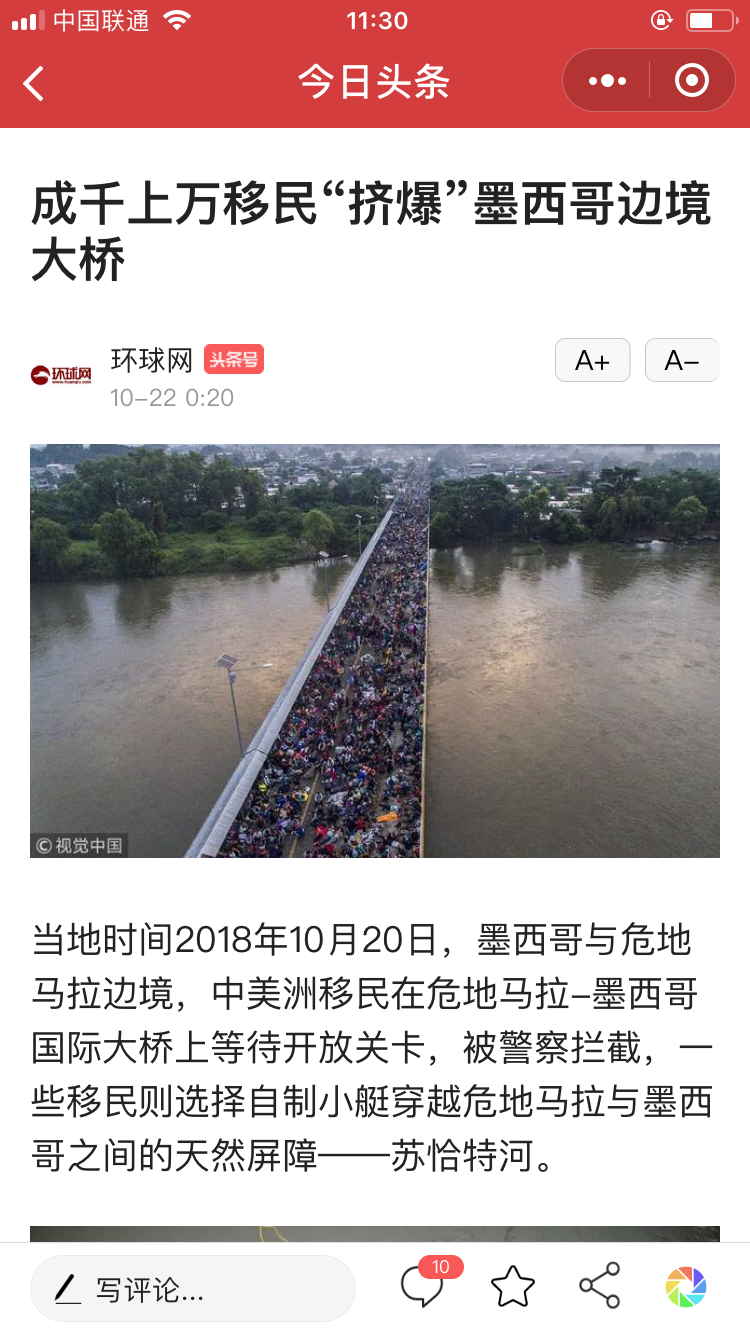 中国联通
11:30
今日头条
成千上万移民“挤爆”墨西哥边境
大桥
环球网 头条号
10-22 0:20
A+
A-
环球网
www.huanqiu.com
©视觉中国
当地时间2018年10月20日，墨西哥与危地
马拉边境，中美洲移民在危地马拉-墨西哥
国际大桥上等待开放关卡，被警察拦截，一
些移民则选择自制小艇穿越危地马拉与墨西
哥之间的天然屏障——苏恰特河。
写评论...
10